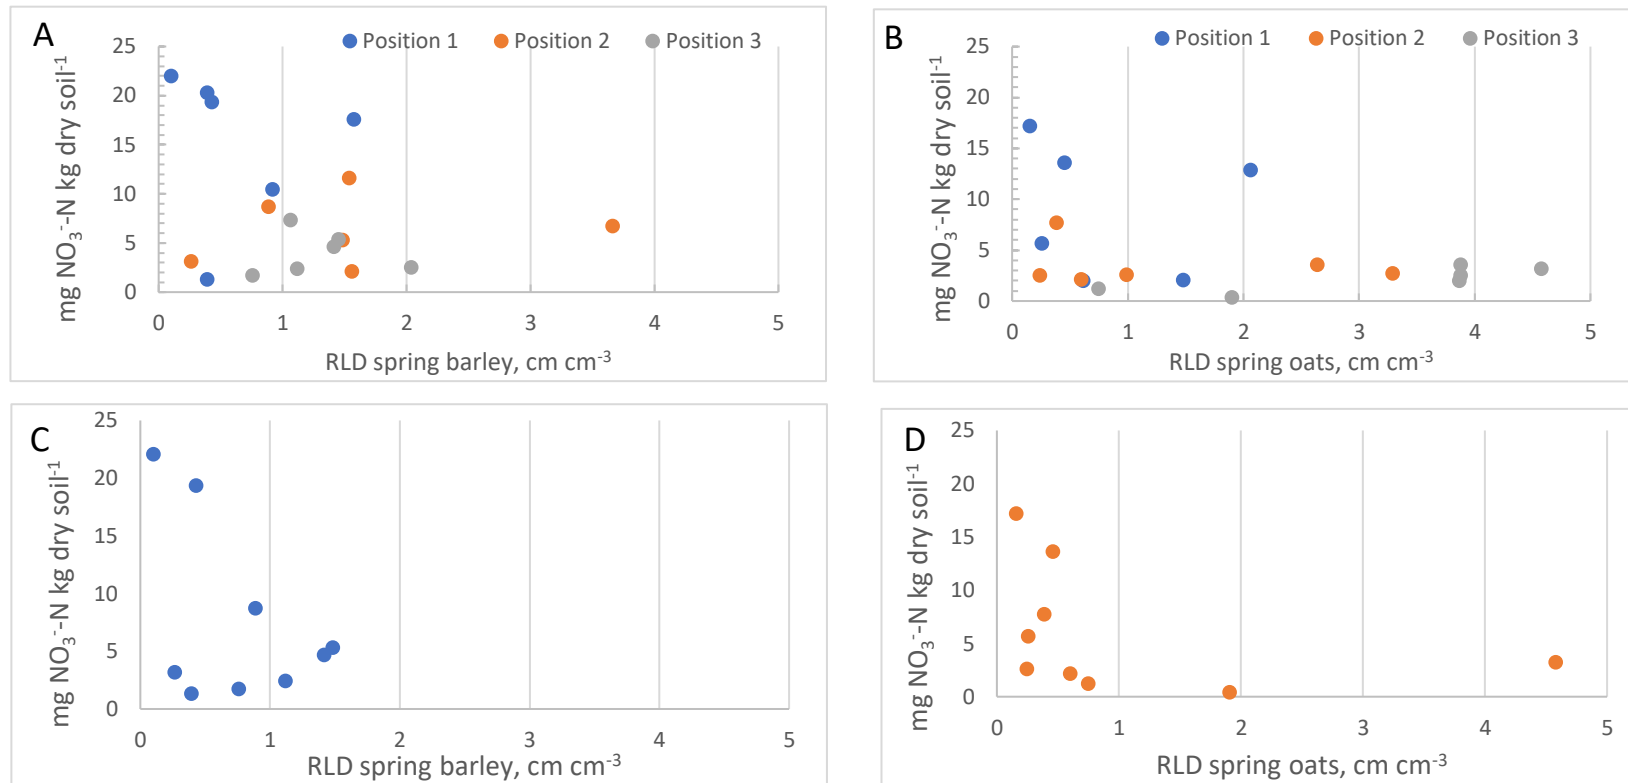 A
Position 1 Position 2 Position 3
25
20
15
10
5
0
0 1 2 3 4 5
mg NO₃⁻-N kg dry soil⁻¹
RLD spring barley, cm cm⁻³
B
Position 1 Position 2 Position 3
25
20
15
10
5
0
0 1 2 3 4 5
mg NO₃⁻-N kg dry soil⁻¹
RLD spring oats, cm cm⁻³
C
25
20
15
10
5
0
0 1 2 3 4 5
mg NO₃⁻-N kg dry soil⁻¹
RLD spring barley, cm cm⁻³
D
25
20
15
10
5
0
0 1 2 3 4 5
mg NO₃⁻-N kg dry soil⁻¹
RLD spring oats, cm cm⁻³